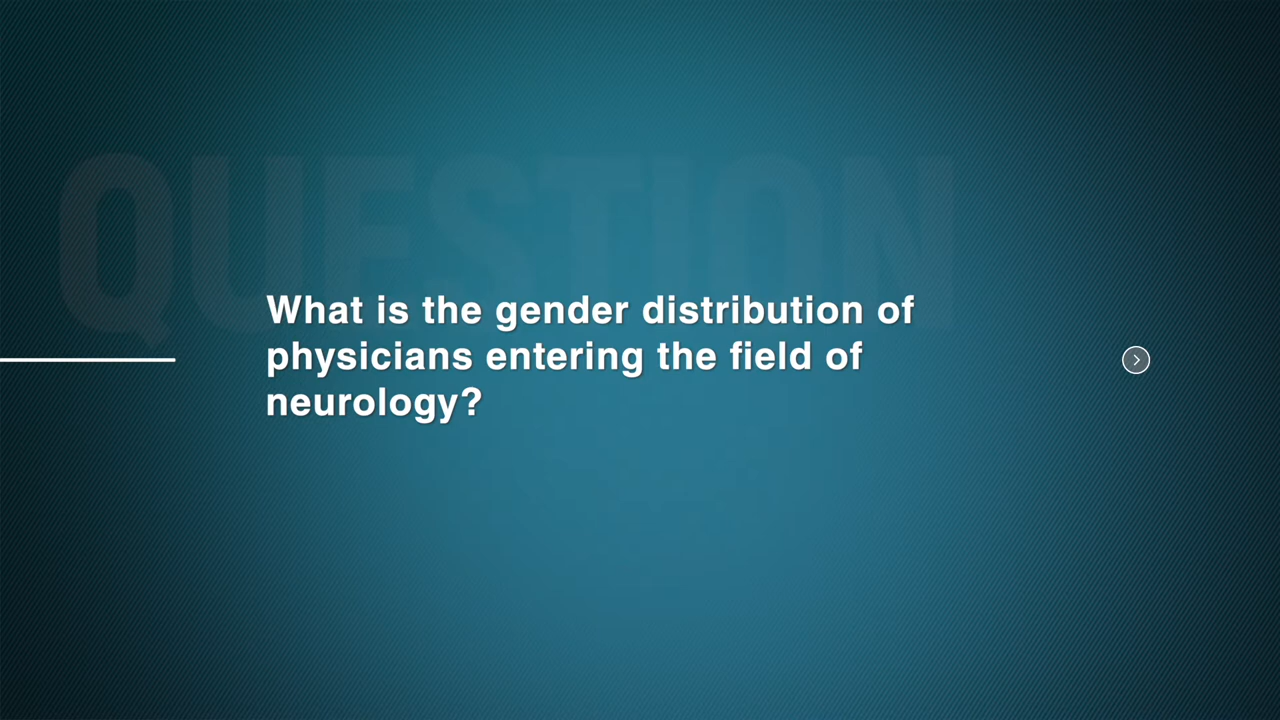 QUESTION
What is the gender distribution of
physicians entering the field of
neurology?